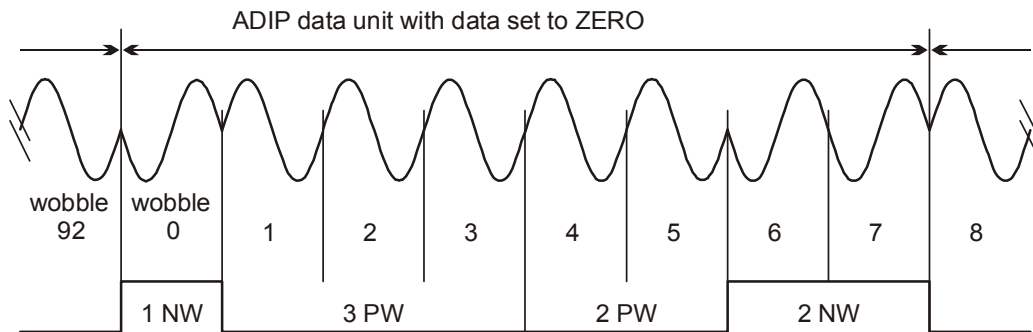 ADIP data unit with data set to ZERO
wobble 92
wobble 0
1
2
3
4
5
6
7
8
1 NW
3 PW
2 PW
2 NW